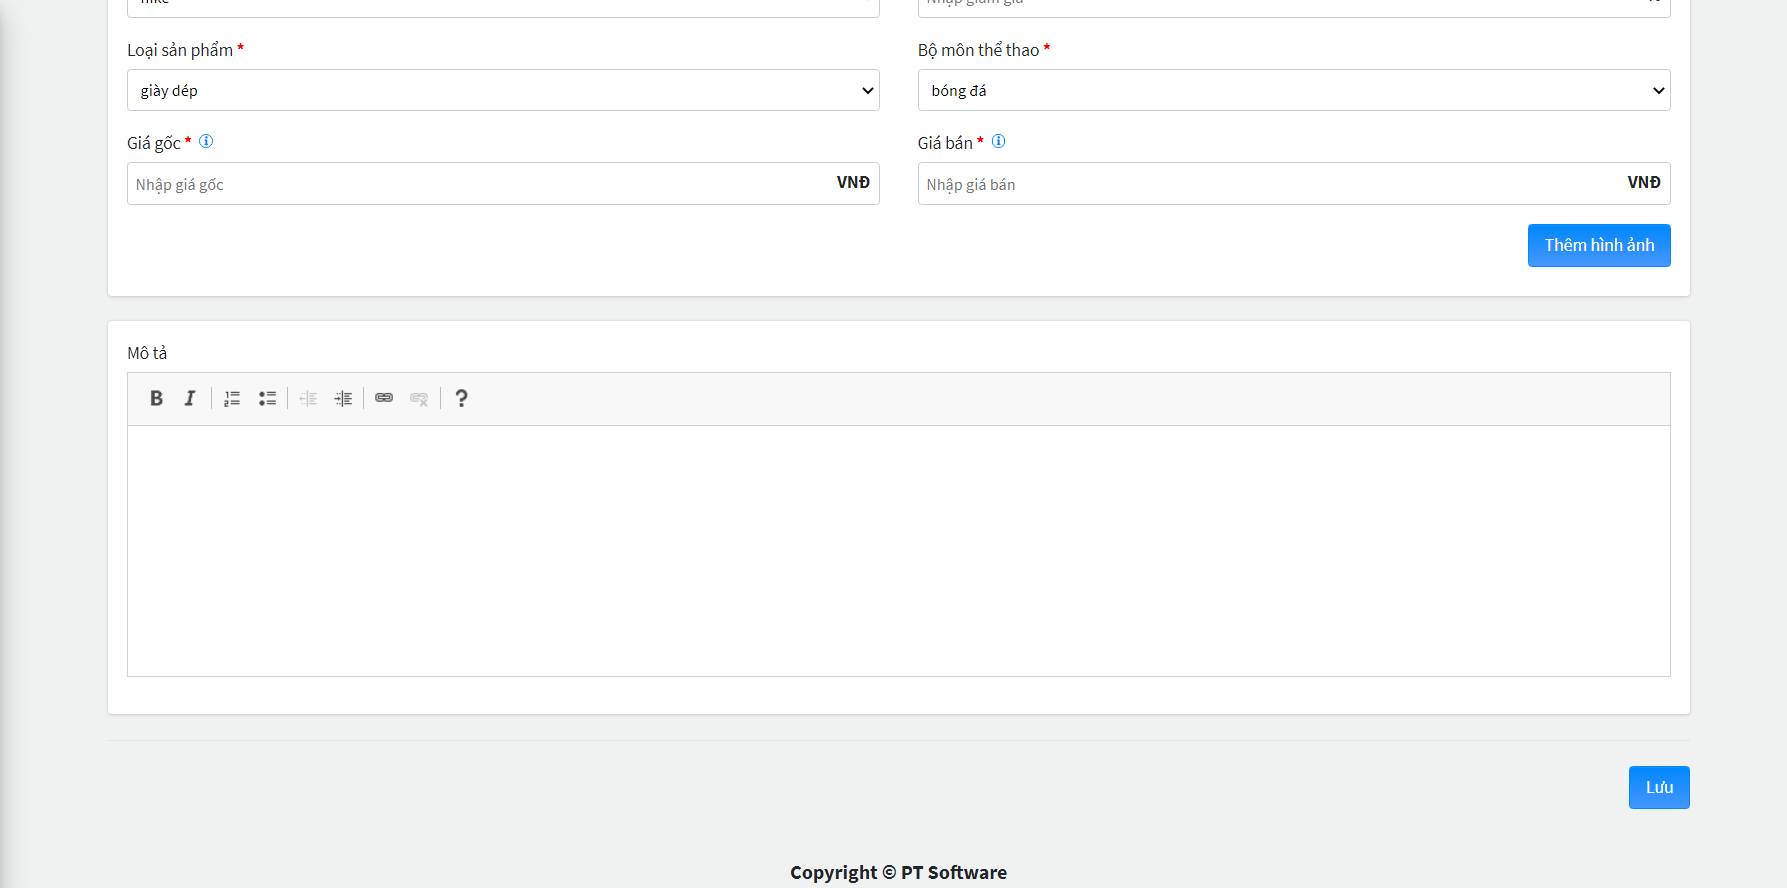 Loại sản phẩm * Bộ môn thể thao *
giày dép bóng đá
Giá gốc * Giá bán *
Nhập giá gốc VNĐ Nhập giá bán VNĐ
Thêm hình ảnh
Mô tả
B I ?
Lưu
Copyright © PT Software